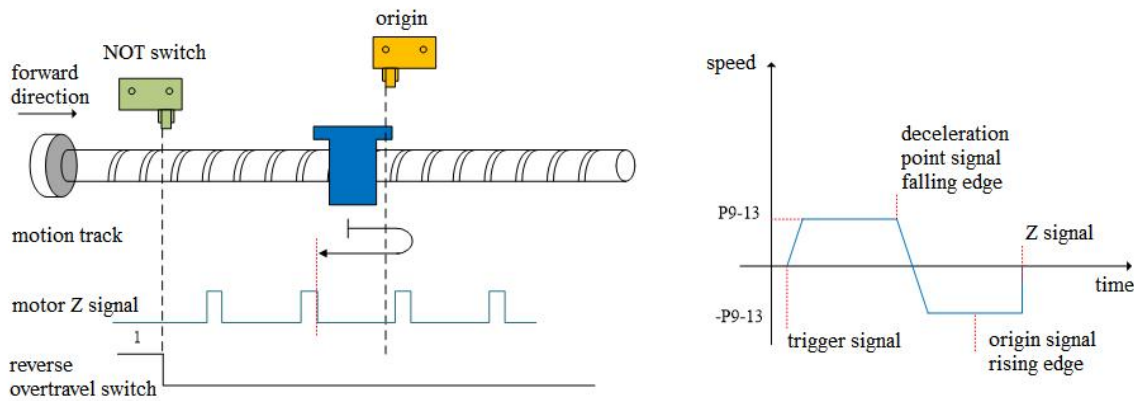 origin
NOT switch
forward
direction
motion track
motor Z signal
1
reverse
overtravel switch
speed
deceleration
point signal
falling edge
P9-13
Z signal
time
-P9-13
trigger signal
origin signal
rising edge